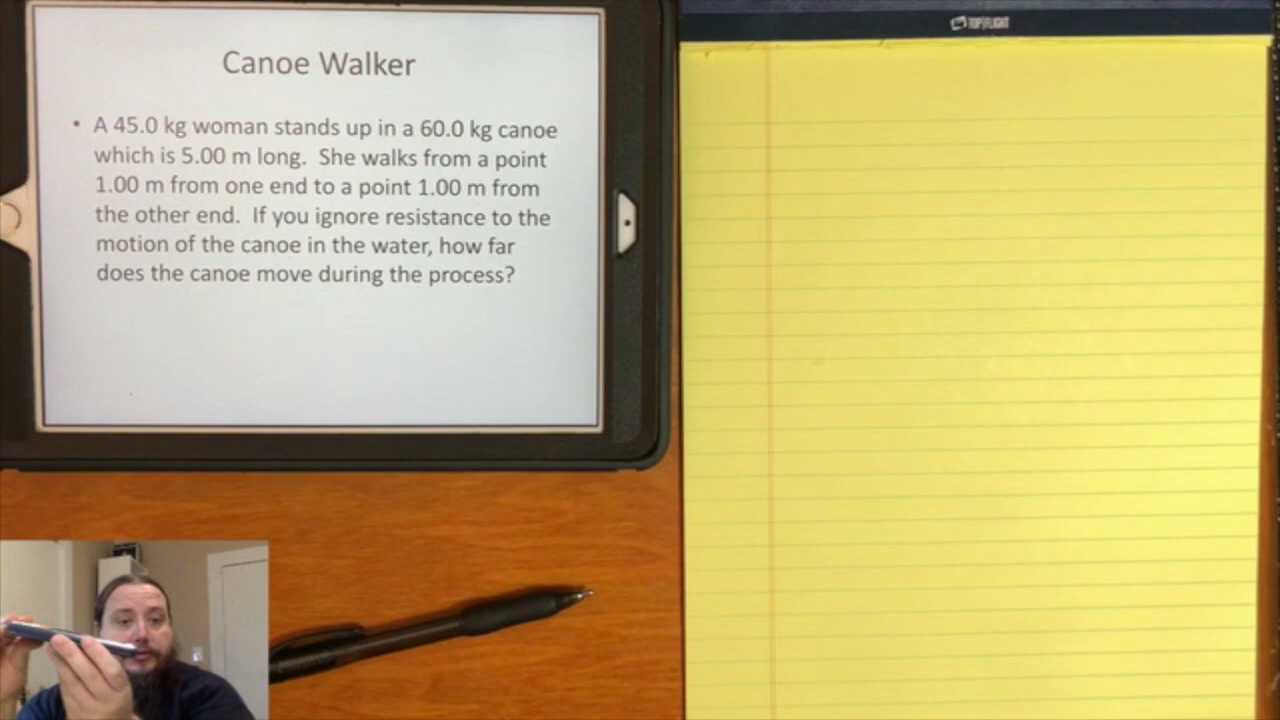 Canoe Walker
• A 45.0 kg woman stands up in a 60.0 kg canoe
which is 5.00 m long. She walks from a point
1.00 m from one end to a point 1.00 m from
the other end. If you ignore resistance to the
motion of the canoe in the water, how far
does the canoe move during the process?
TOP FLIGHT